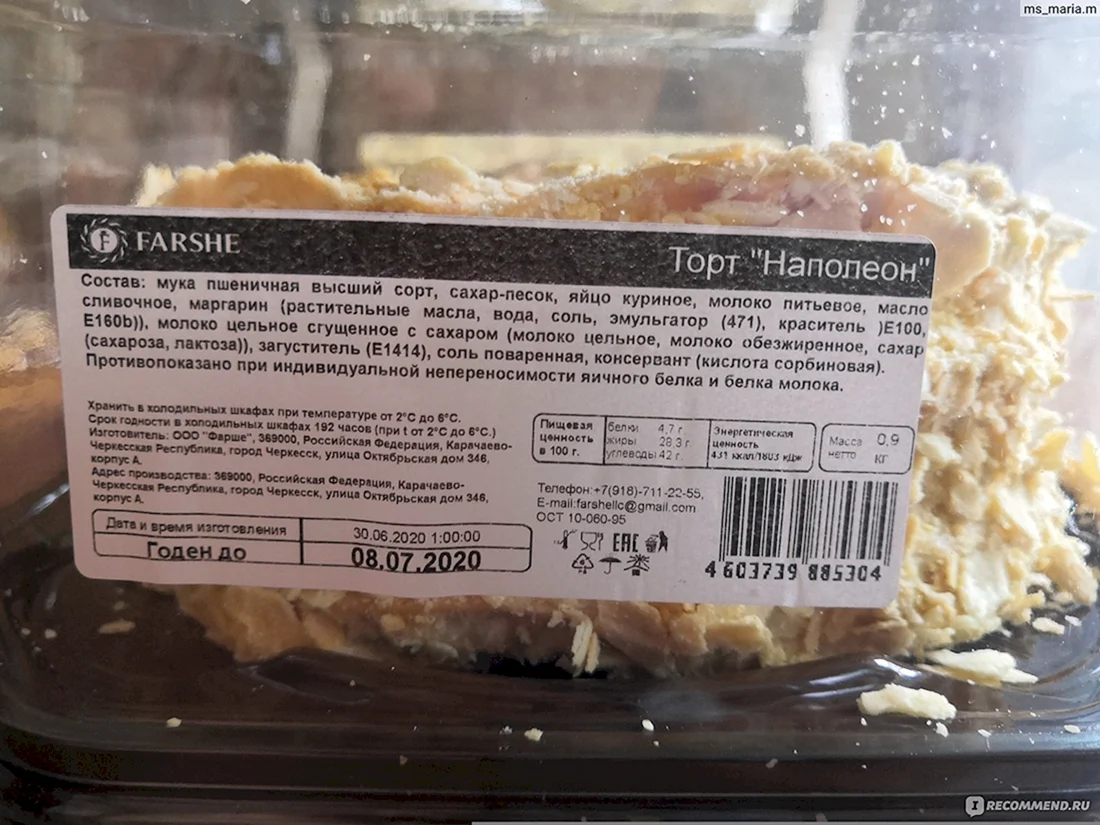 ms_maria.m
FARSHE
Торт "Наполеон"
Состав: мука пшеничная высший сорт, сахар-песок, яйцо куриное, молоко питьевое, масло
сливочное, маргарин (растительные масла, вода, соль, эмульгатор (471), краситель )Е100,
Е160b)), молоко цельное сгущенное с сахаром (молоко цельное, молоко обезжиренное, сахар
(сахароза, лактоза)), загуститель (Е1414), соль поваренная, консервант (кислота сорбиновая).
Противопоказано при индивидуальной непереносимости яичного белка и белка молока.
Хранить в холодильных шкафах при температуре от 2°С до 6°С.
Срок годности в холодильных шкафах 192 часов (при t от 2°С до 6°С.)
Изготовитель: ООО "Фарше", 369000, Российская Федерация, Карачаево-
Черкесская Республика, город Черкесск, улица Октябрьская дом 346,
корпус А.
Адрес производства: 369000, Российская Федерация, Карачаево-
Черкесская Республика, город Черкесск, улица Октябрьская дом 346,
корпус А.
Дата и время изготовления 30.06.2020 1:00:00
Годен до 08.07.2020
Пищевая
ценность
в 100 г.
белки 4,7 г
жиры 28,3 г
углеводы 42 г.
Энергетическая
ценность
431 ккал/1803 кДж
Масса
нетто
0,9
кг
Телефон:+7(918)-711-22-55,
E-mail:farshellc@gmail.com
ОСТ 10-060-95
EAC
4 603739 885304
IRECOMMEND.RU